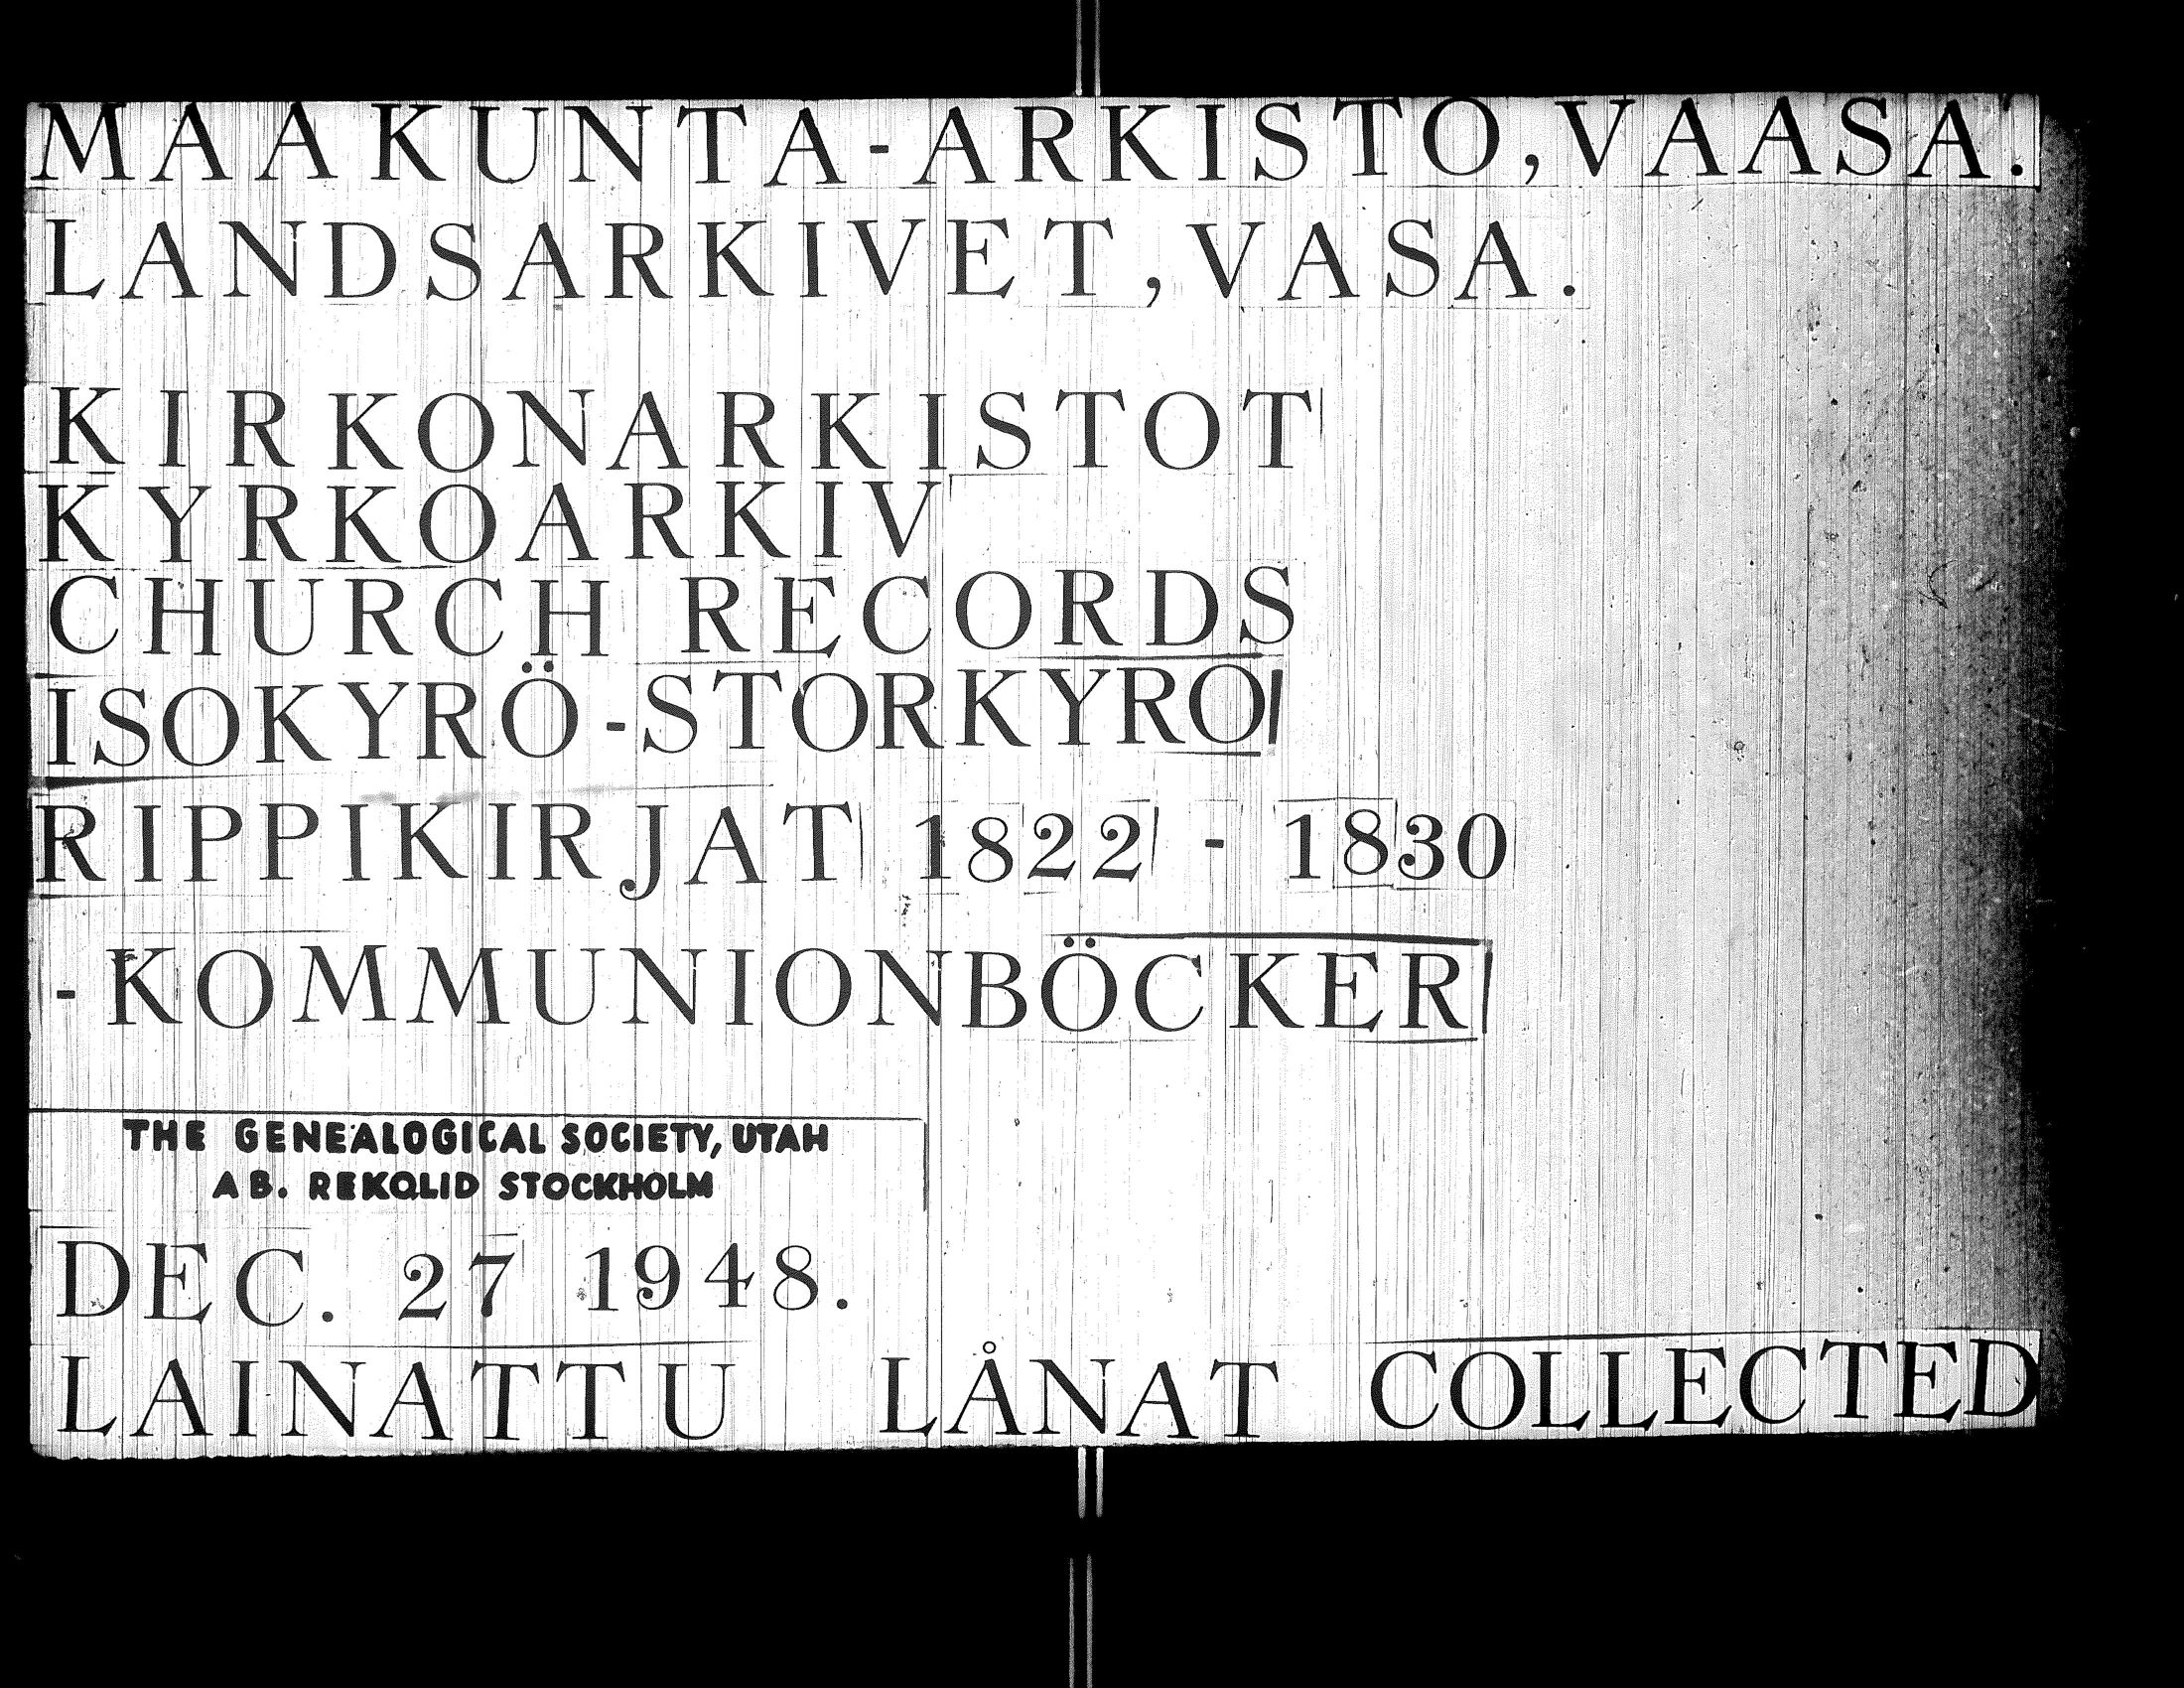 MAAKUNTA-ARKISTO, VAASA.
LANDSARKIVET, VASA.
KIRKONARKISTOT
KYRKOARKIV
CHURCH RECORDS
ISOKYRÖ-STORKYRO
RIPPIKIRJAT 1822 - 1830
-KOMMUNIONBÖCKER
THE GENEALOGICAL SOCIETY, UTAH
AB. REKOLID STOCKHOLM
DEC. 27 1948.
LAINATTU LÅNAT COLLECTED